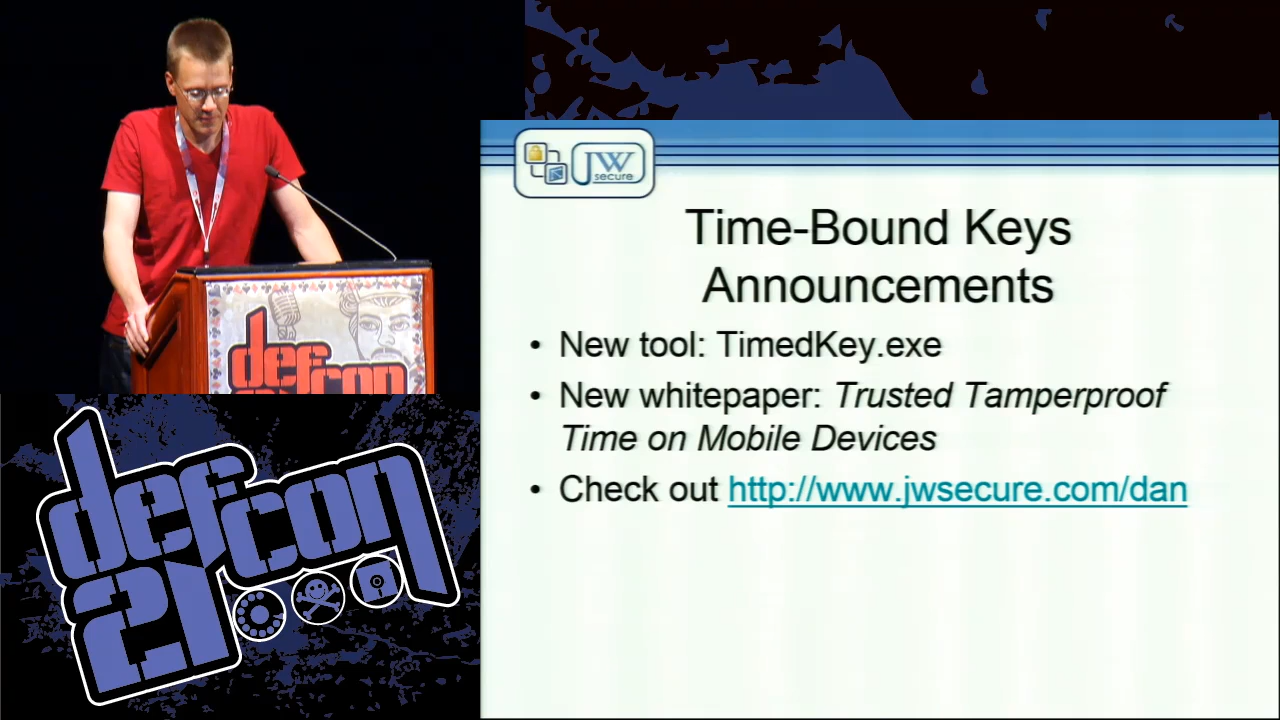 JW
secure
Time-Bound Keys
Announcements
• New tool: TimedKey.exe
• New whitepaper: Trusted Tamperproof
Time on Mobile Devices
• Check out http://www.jwsecure.com/dan
defcon
defcon
21